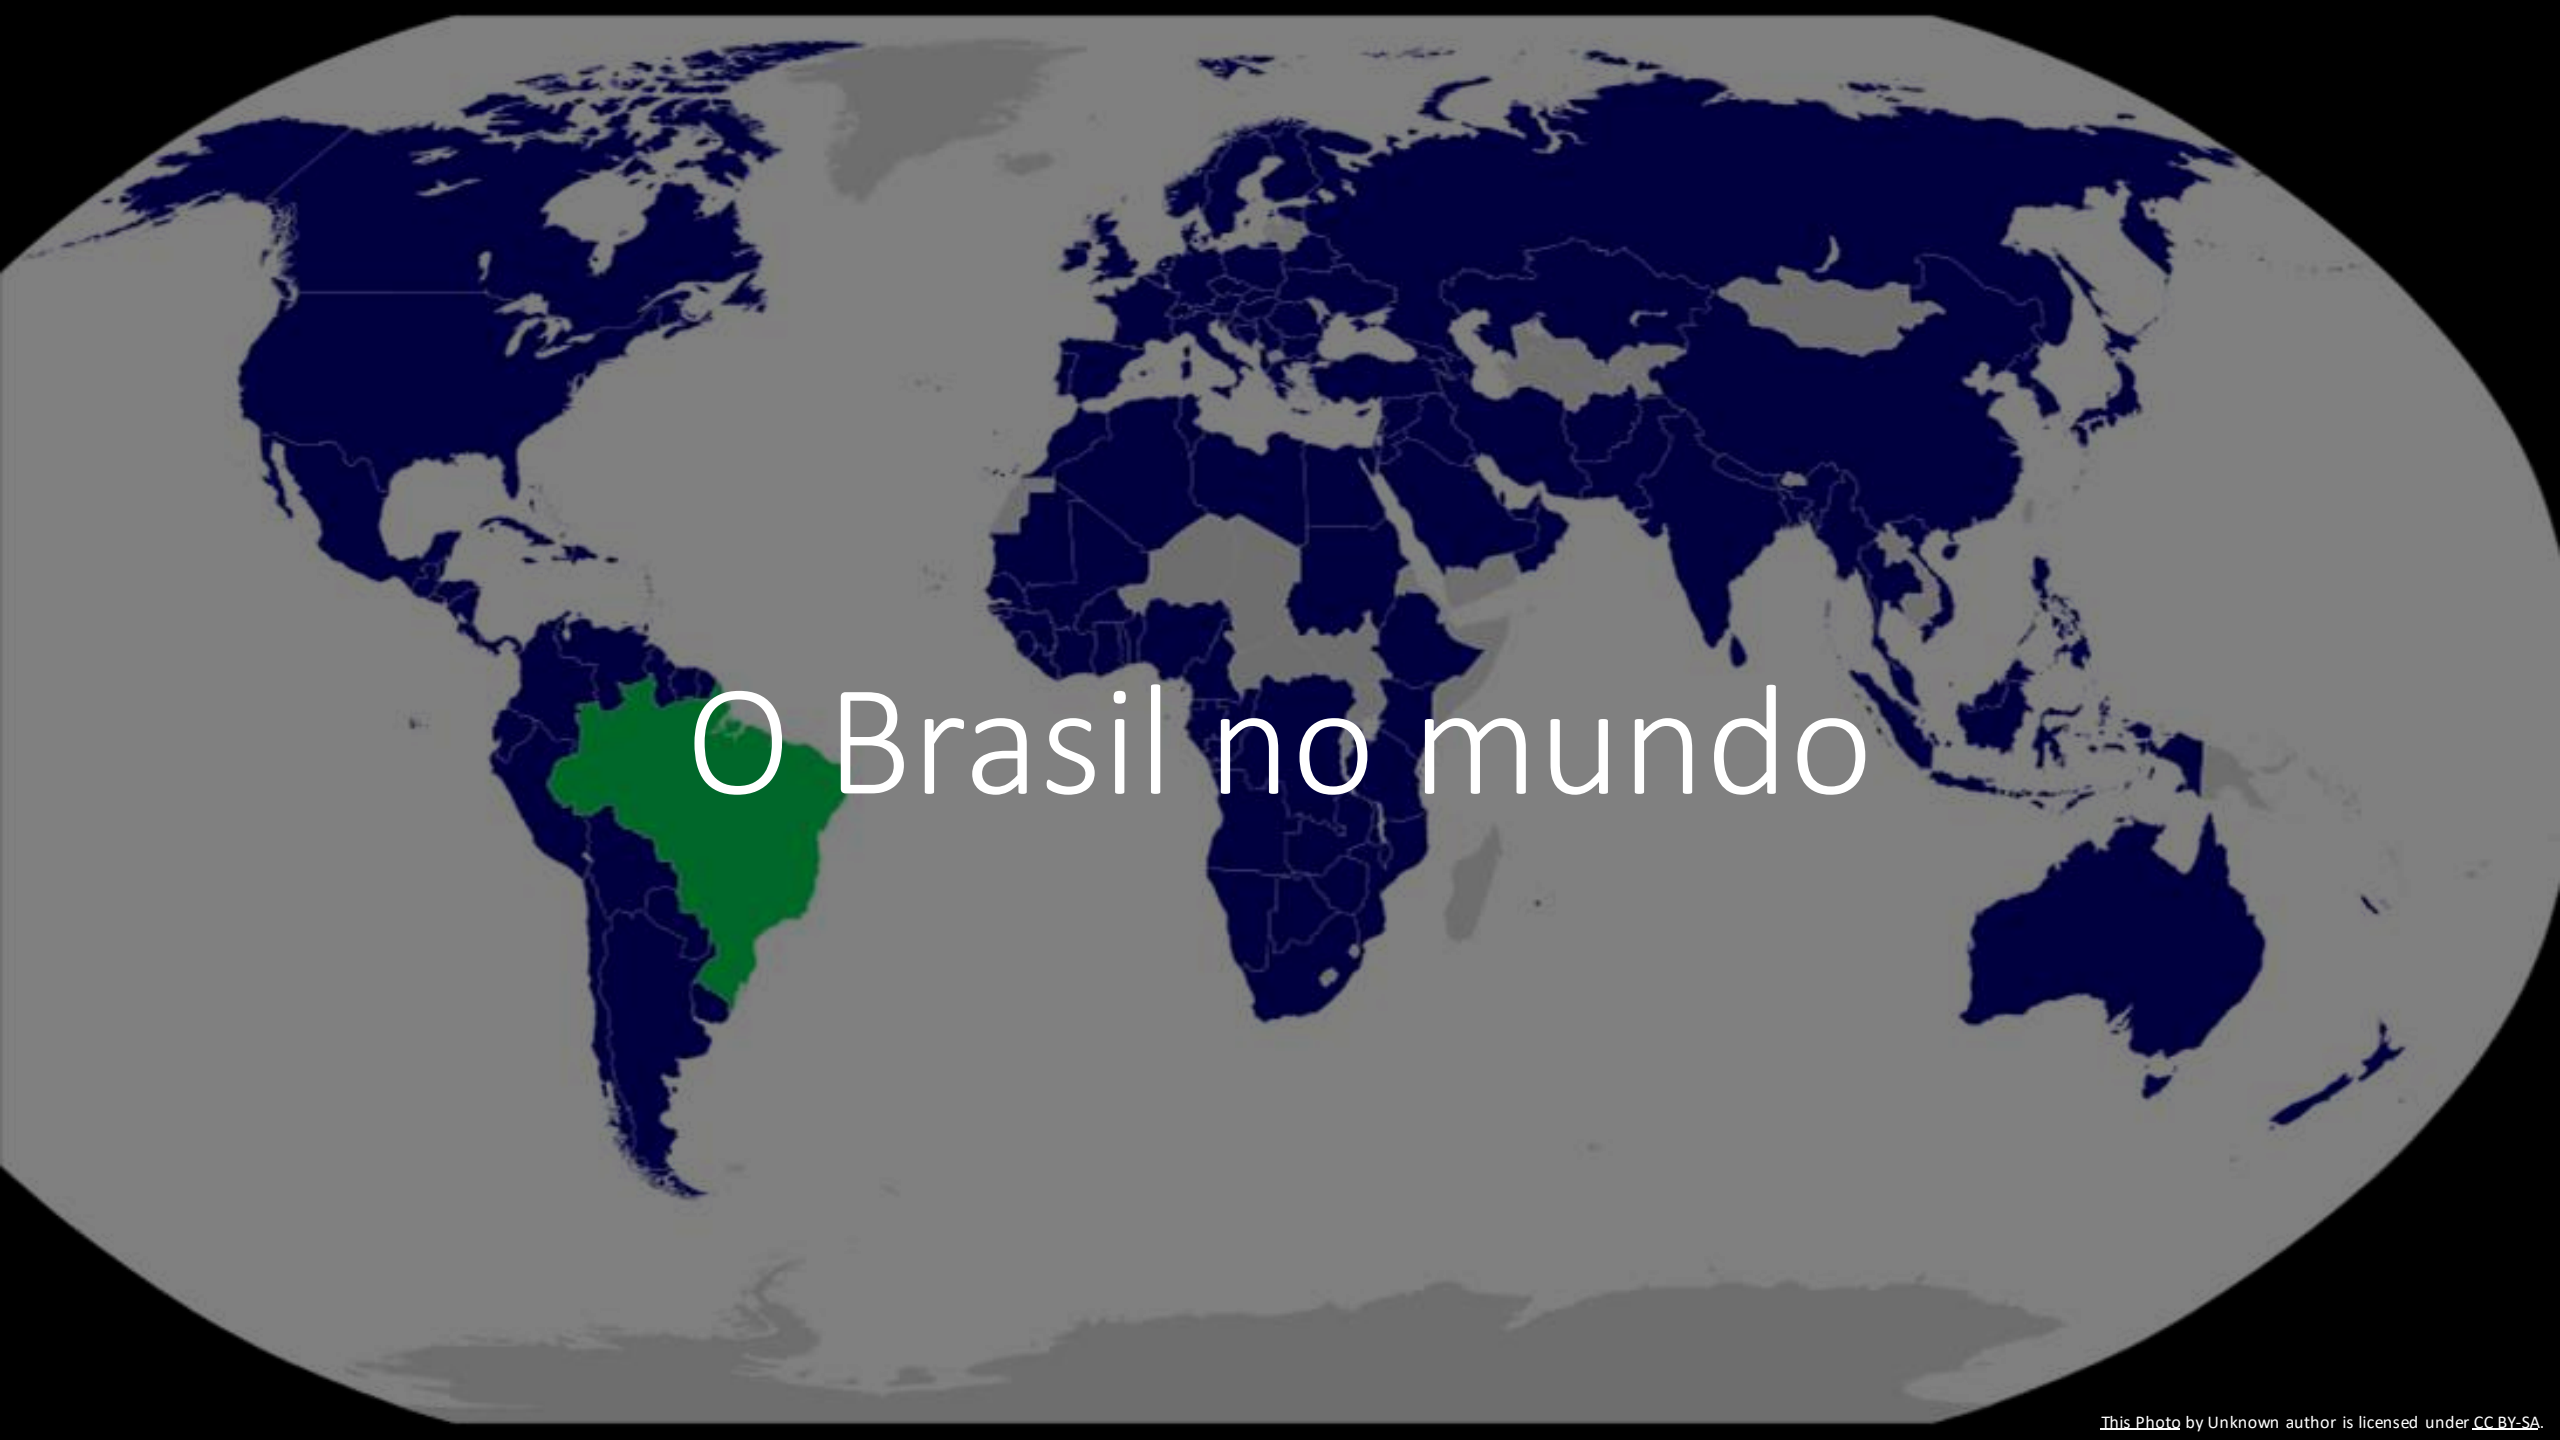 O Brasil no mundo
This Photo by Unknown author is licensed under CC BY-SA.